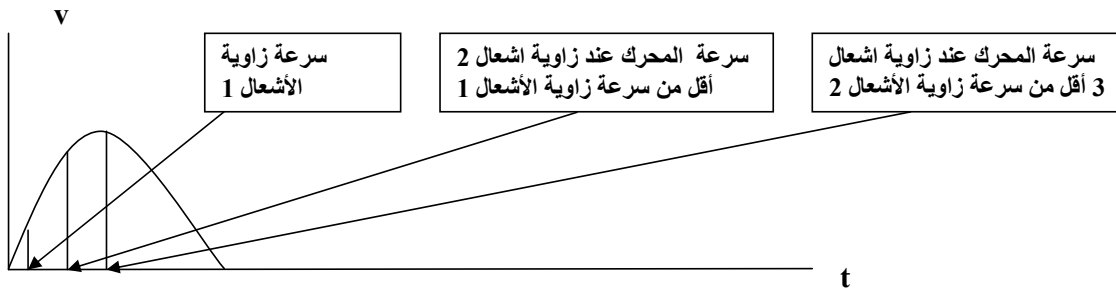 v
سرعة زاوية
الأشعال 1
سرعة المحرك عند زاوية اشعال 2
أقل من سرعة زاوية الأشعال 1
سرعة المحرك عند زاوية اشعال
3 أقل من سرعة زاوية الأشعال 2
t